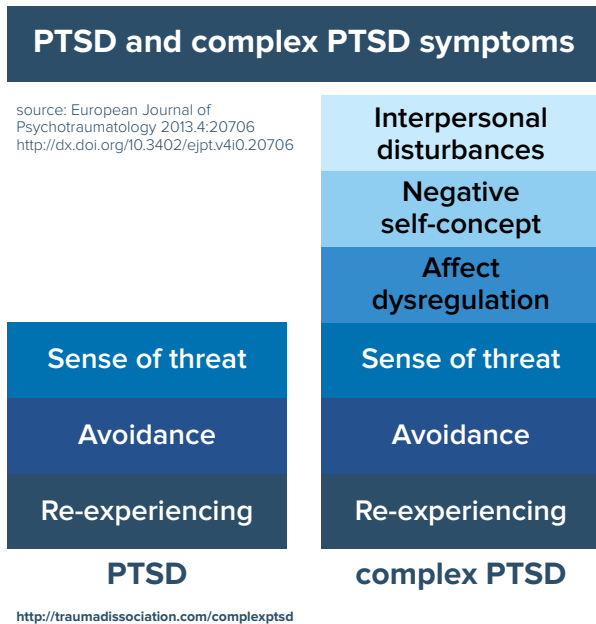 PTSD and complex PTSD symptoms
source: European Journal of
Psychotraumatology 2013.4:20706
http://dx.doi.org/10.3402/ejpt.v4i0.20706
Interpersonal
disturbances
Negative
self-concept
Affect
dysregulation
Sense of threat
Sense of threat
Avoidance
Avoidance
Re-experiencing
Re-experiencing
PTSD
complex PTSD
http://traumadissociation.com/complexptsd